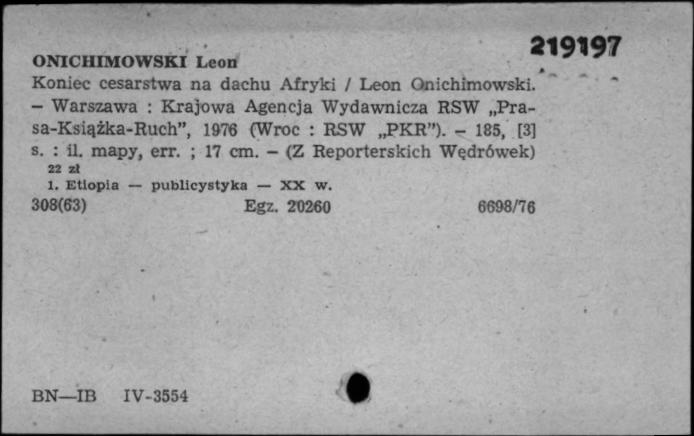 219197
ONICHIMOWSKI Leon
Koniec cesarstwa na dachu Afryki / Leon Onichimowski.
— Warszawa : Krajowa Agencja Wydawnicza RSW „Pra-
sa-Książka-Ruch”, 1976 (Wroc : RSW „PKR”). — 185, [3]
s. : il. mapy, err. ; 17 cm. — (Z Reporterskich Wędrówek)
22 zł
1. Etiopia — publicystyka — XX w.
308(63) Egz. 20260 6698/76
BN—IB IV-3554